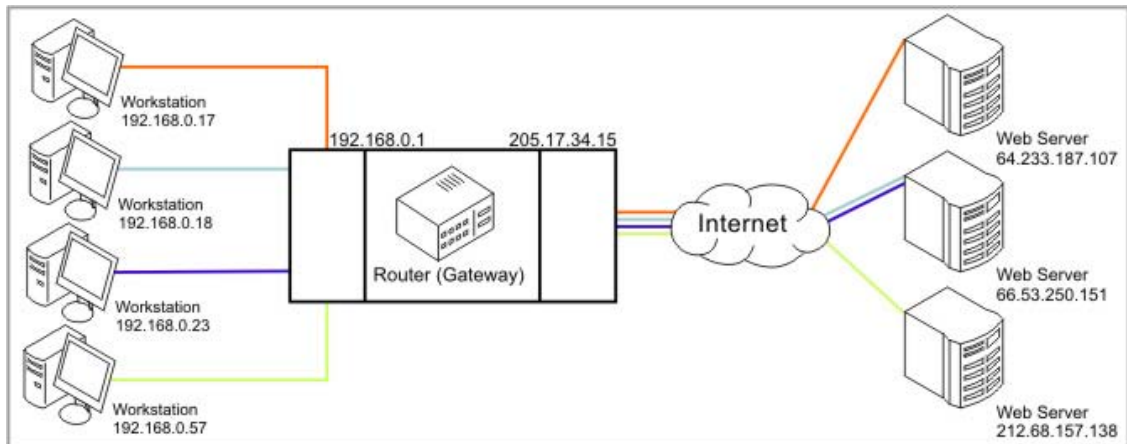 Workstation
192.168.0.17
Workstation
192.168.0.18
Workstation
192.168.0.23
Workstation
192.168.0.57
192.168.0.1
205.17.34.15
Router (Gateway)
Internet
Web Server
64.233.187.107
Web Server
66.53.250.151
Web Server
212.68.157.138